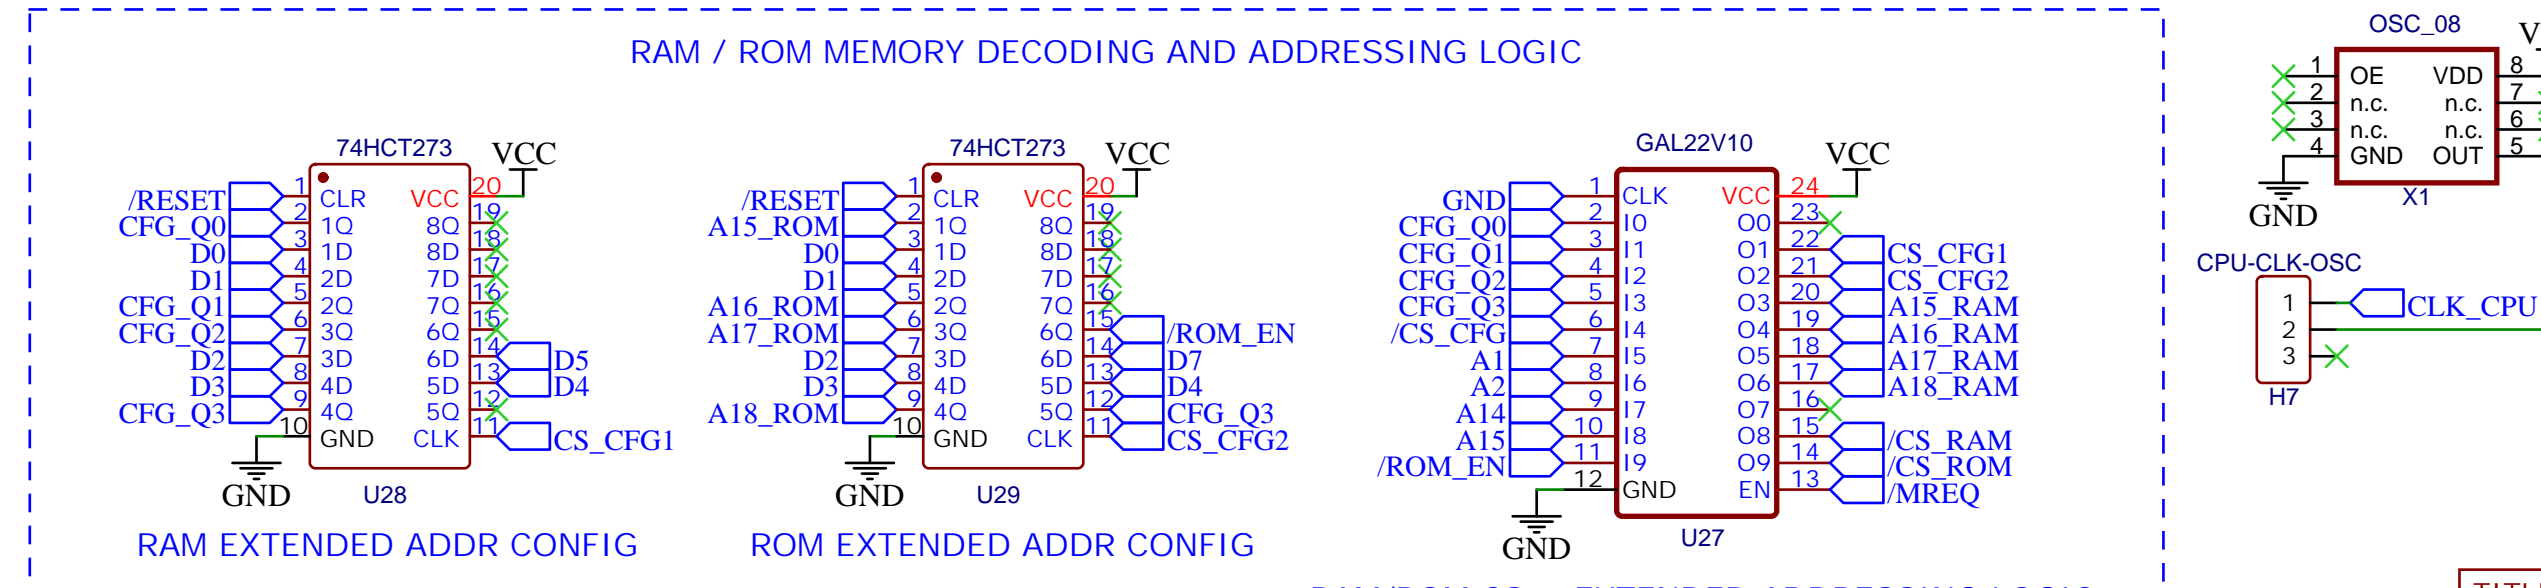 RAM / ROM MEMORY DECODING AND ADDRESSING LOGIC
74HCT273
VCC
/RESET 1 CLR VCC 20
CFG_Q0 2 1Q 8Q 19
D0 3 1D 8D 18
D1 4 2D 7D 17
CFG_Q1 5 2Q 7Q 16
CFG_Q2 6 3Q 6Q 15
D2 7 3D 6D 14 D5
D3 8 4D 5D 13 D4
CFG_Q3 9 4Q 5Q 12
10 GND CLK 11 CS_CFG1
GND
U28
RAM EXTENDED ADDR CONFIG
74HCT273
VCC
/RESET 1 CLR VCC 20
A15_ROM 2 1Q 8Q 19
D0 3 1D 8D 18
D1 4 2D 7D 17
A16_ROM 5 2Q 7Q 16
A17_ROM 6 3Q 6Q 15 /ROM_EN
D2 7 3D 6D 14 D7
D3 8 4D 5D 13 D4
A18_ROM 9 4Q 5Q 12 CFG_Q3
10 GND CLK 11 CS_CFG2
GND
U29
ROM EXTENDED ADDR CONFIG
GAL22V10
VCC
GND 1 CLK VCC 24
CFG_Q0 2 I0 O0 23
CFG_Q1 3 I1 O1 22 CS_CFG1
CFG_Q2 4 I2 O2 21 CS_CFG2
CFG_Q3 5 I3 O3 20 A15_RAM
/CS_CFG 6 I4 O4 19 A16_RAM
A1 7 I5 O5 18 A17_RAM
A2 8 I6 O6 17 A18_RAM
A14 9 I7 O7 16
A15 10 I8 O8 15 /CS_RAM
/ROM_EN 11 I9 O9 14 /CS_ROM
12 GND EN 13 /MREQ
GND
U27
OSC_08
1 OE VDD 8
2 n.c. n.c. 7
3 n.c. n.c. 6
4 GND OUT 5
GND
X1
CPU-CLK-OSC
1 CLK_CPU
2
3
H7